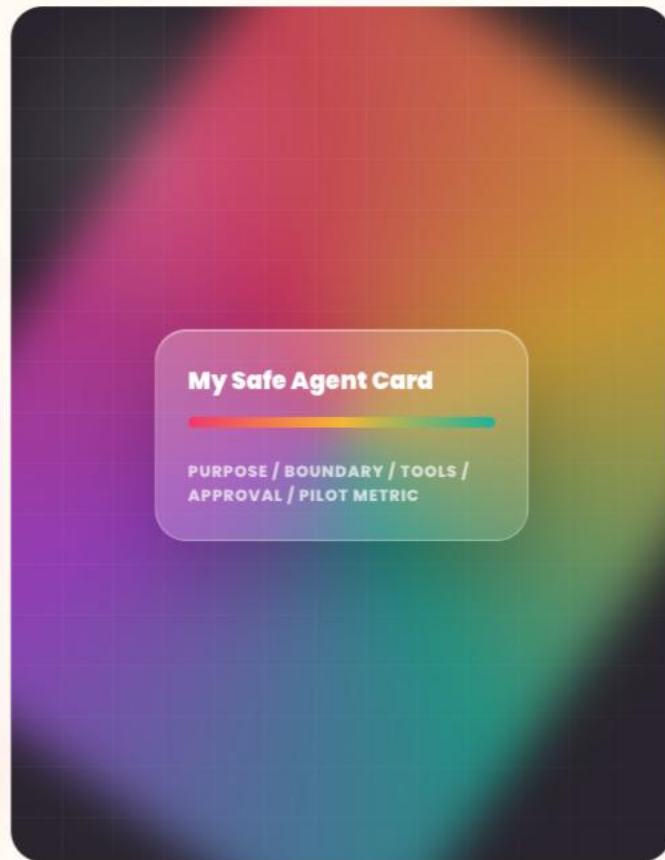 My Safe Agent Card
PURPOSE / BOUNDARY / TOOLS /
APPROVAL / PILOT METRIC